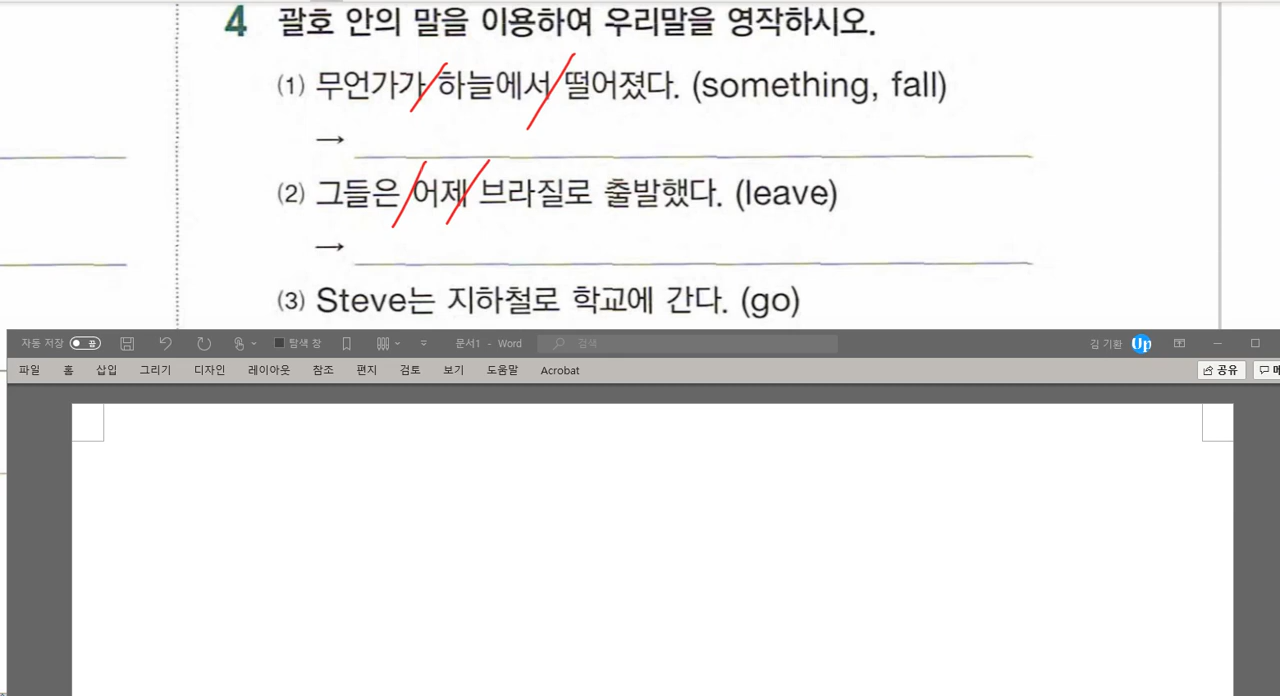 4 괄호 안의 말을 이용하여 우리말을 영작하시오.
(1) 무언가가 하늘에서 떨어졌다. (something, fall)
→
(2) 그들은 어제 브라질로 출발했다. (leave)
→
(3) Steve는 지하철로 학교에 간다. (go)
자동 저장 끔 탐색 창 문서1 - Word 검색 김 기환 Up
파일 홈 삽입 그리기 디자인 레이아웃 참조 편지 검토 보기 도움말 Acrobat 공유 메